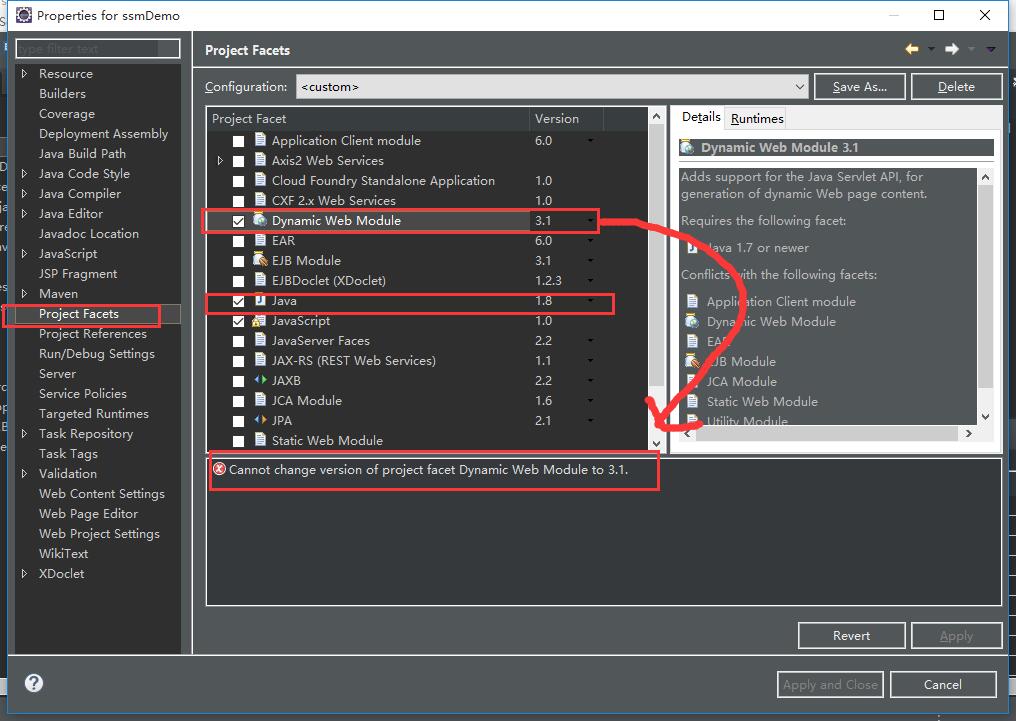 Properties for ssmDemo
type filter text
Resource
Builders
Coverage
Deployment Assembly
Java Build Path
Java Code Style
Java Compiler
Java Editor
Javadoc Location
JavaScript
JSP Fragment
Maven
Project Facets
Project References
Run/Debug Settings
Server
Service Policies
Targeted Runtimes
Task Repository
Task Tags
Validation
Web Content Settings
Web Page Editor
Web Project Settings
WikiText
XDoclet
Project Facets
Configuration: <custom> Save As... Delete
Project Facet Version
Application Client module 6.0
Axis2 Web Services
Cloud Foundry Standalone Application 1.0
CXF 2.x Web Services 1.0
Dynamic Web Module 3.1
EAR 6.0
EJB Module 3.1
EJBDoclet (XDoclet) 1.2.3
Java 1.8
JavaScript 1.0
JavaServer Faces 2.2
JAX-RS (REST Web Services) 1.1
JAXB 2.2
JCA Module 1.6
JPA 2.1
Static Web Module
Details Runtimes
Dynamic Web Module 3.1
Adds support for the Java Servlet API, for
generation of dynamic Web page content.
Requires the following facet:
Java 1.7 or newer
Conflicts with the following facets:
Application Client module
Dynamic Web Module
EAR
EJB Module
JCA Module
Static Web Module
Utility Module
Cannot change version of project facet Dynamic Web Module to 3.1.
Revert Apply
Apply and Close Cancel